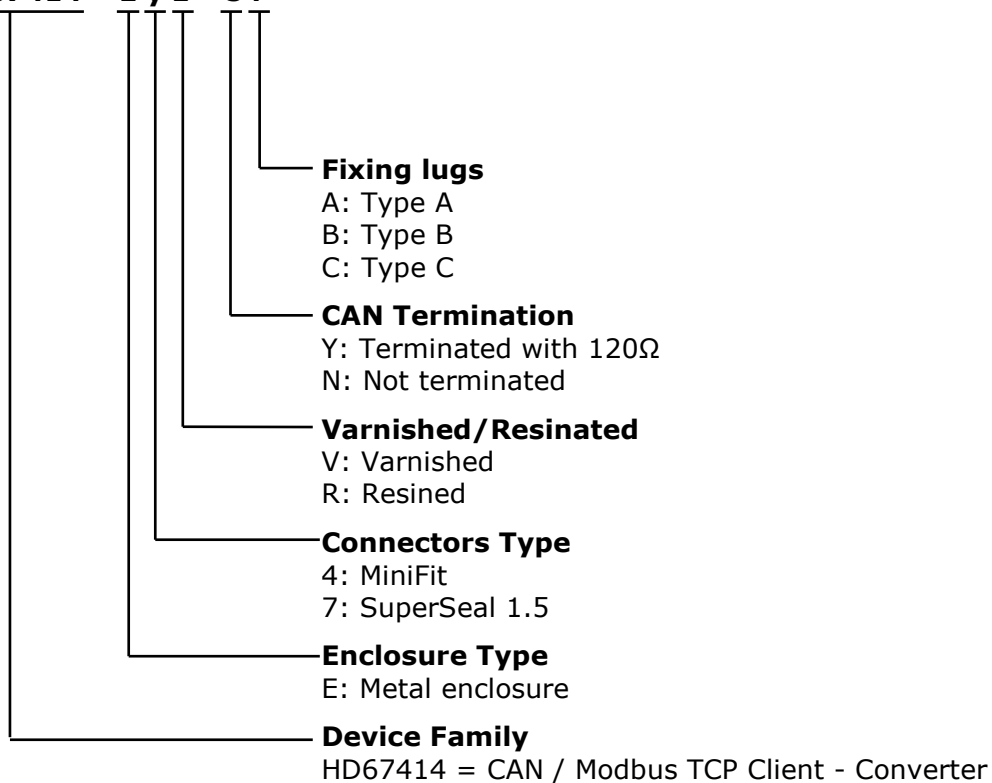 Fixing lugs
A: Type A
B: Type B
C: Type C
CAN Termination
Y: Terminated with 120Ω
N: Not terminated
Varnished/Resinated
V: Varnished
R: Resined
Connectors Type
4: MiniFit
7: SuperSeal 1.5
Enclosure Type
E: Metal enclosure
Device Family
HD67414 = CAN / Modbus TCP Client - Converter